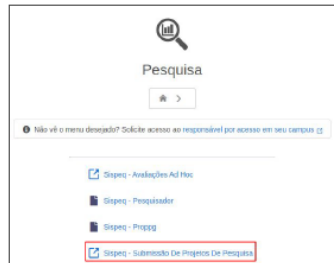 Pesquisa
Não vê o menu desejado? Solicite acesso ao responsável por acesso em seu campus
Sispeq - Avaliações Ad Hoc
Sispeq - Pesquisador
Sispeq - Proppg
Sispeq - Submissão De Projetos De Pesquisa